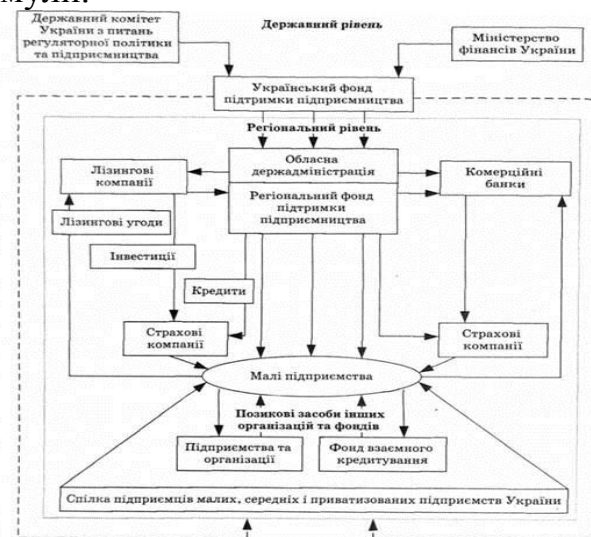 Державний рівень
Державний комітет
України з питань
регуляторної політики
та підприємництва
Міністерство
фінансів України
Український фонд
підтримки підприємництва
Регіональний рівень
Обласна
держадміністрація
Лізингові
компанії
Комерційні
банки
Регіональний фонд
підтримки
підприємництва
Лізингові угоди
Інвестиції
Кредити
Страхові
компанії
Страхові
компанії
Малі підприємства
Позикові засоби інших
організацій та фондів
Підприємства та
організації
Фонд взаємного
кредитування
Спілка підприємців малих, середніх і приватизованих підприємств України